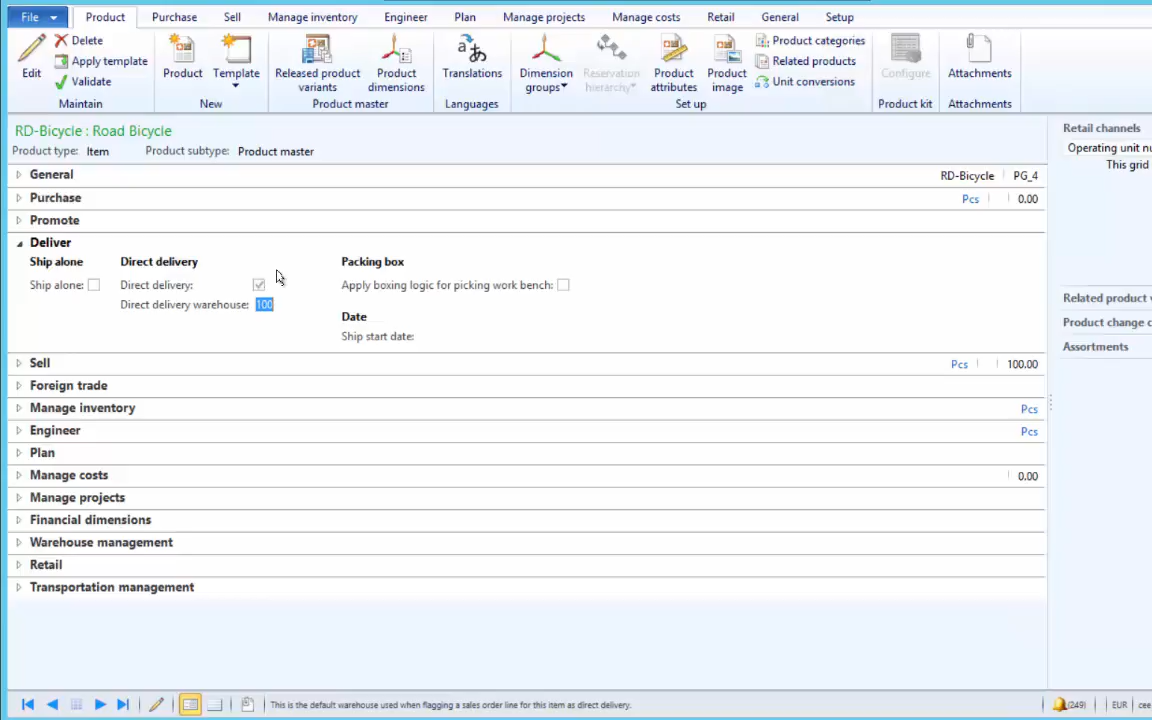 File Product Purchase Sell Manage inventory Engineer Plan Manage projects Manage costs Retail General Setup
Edit
Delete
Apply template
Validate
Maintain
Product
Template
New
Released product variants
Product dimensions
Product master
Translations
Languages
Dimension groups
Reservation hierarchy
Product attributes
Product image
Product categories
Related products
Unit conversions
Set up
Configure
Product kit
Attachments
Attachments
RD-Bicycle : Road Bicycle
Product type: Item Product subtype: Product master
General RD-Bicycle PG_4
Purchase Pcs 0.00
Promote
Deliver
Ship alone Direct delivery Packing box
Ship alone: Direct delivery: Apply boxing logic for picking work bench:
Direct delivery warehouse: 100
Date
Ship start date:
Sell Pcs 100.00
Foreign trade
Manage inventory Pcs
Engineer Pcs
Plan
Manage costs 0.00
Manage projects
Financial dimensions
Warehouse management
Retail
Transportation management
Retail channels
Operating unit nu
This grid
Related product v
Product change c
Assortments
This is the default warehouse used when flagging a sales order line for this item as direct delivery.
(249) EUR cee